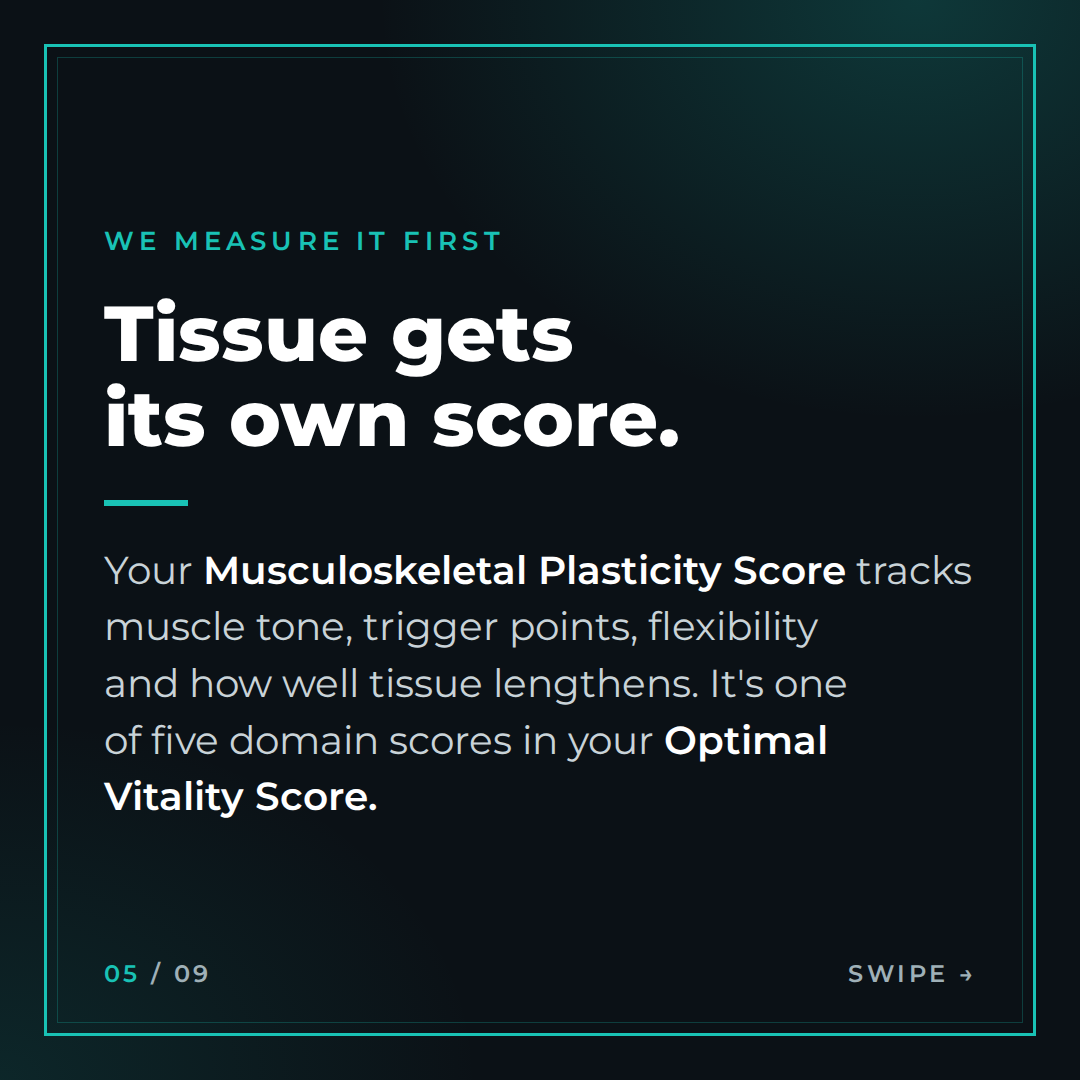 WE MEASURE IT FIRST
Tissue gets
its own score.
Your Musculoskeletal Plasticity Score tracks
muscle tone, trigger points, flexibility
and how well tissue lengthens. It's one
of five domain scores in your Optimal
Vitality Score.
05 / 09
SWIPE →